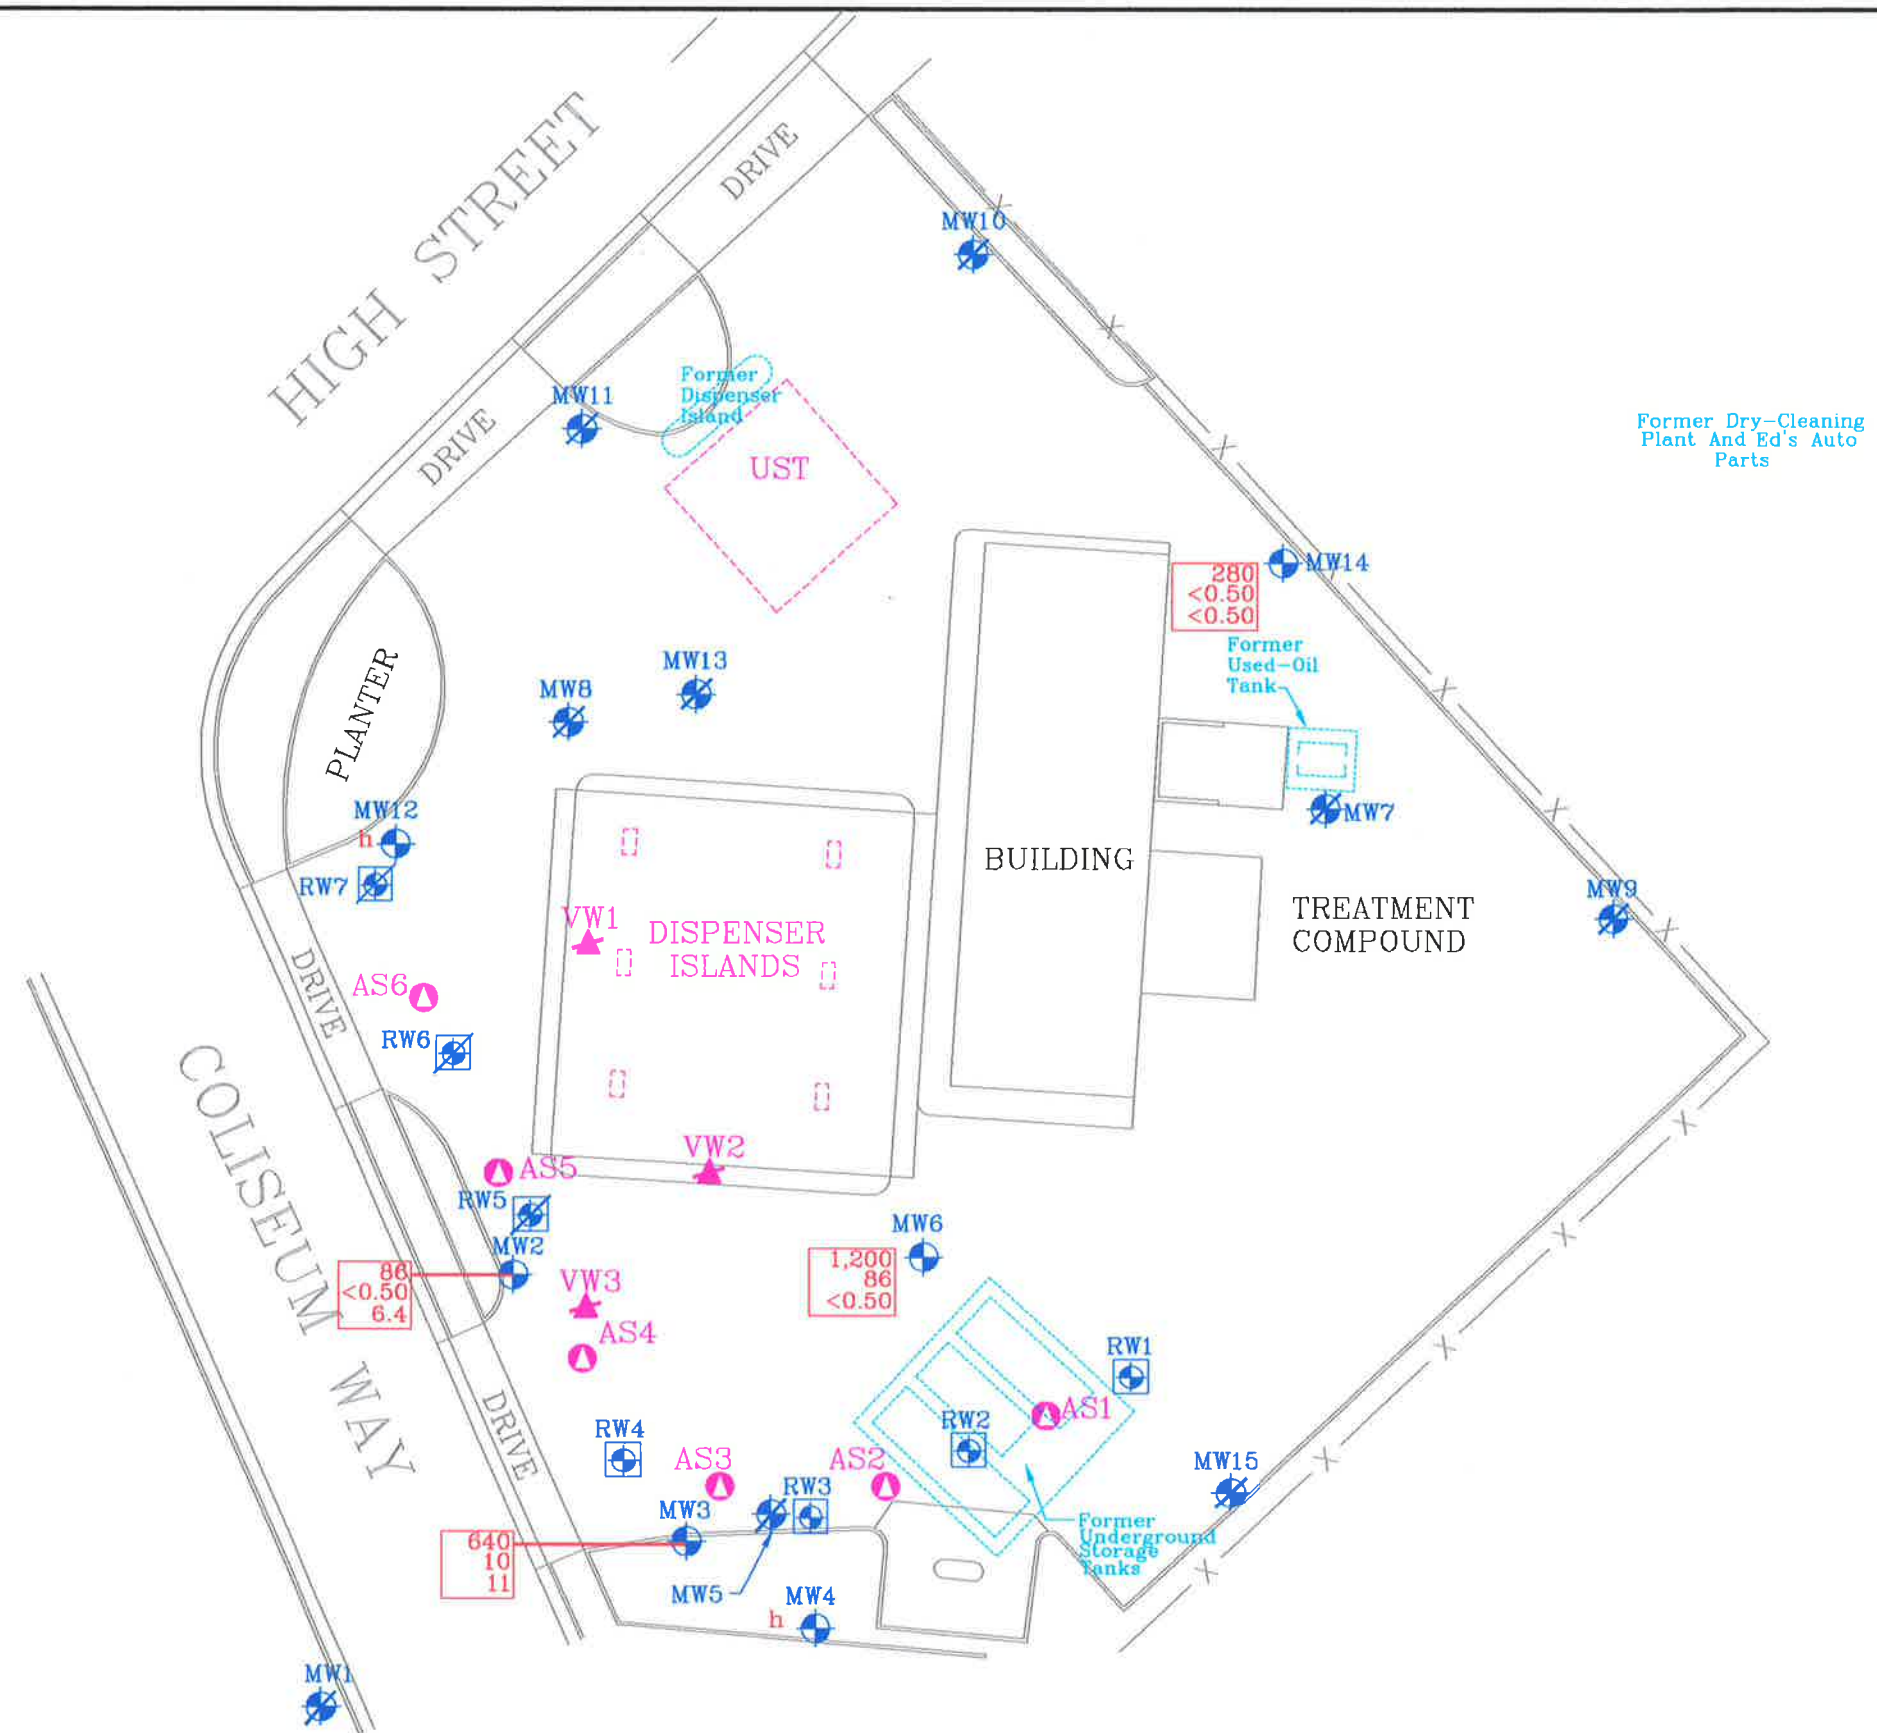 HIGH STREET
DRIVE
MW10
MW11
Former
Dispenser
Island
DRIVE
UST
Former Dry-Cleaning
Plant And Ed's Auto
Parts
MW14
280
<0.50
<0.50
Former
Used-Oil
Tank
MW13
MW8
PLANTER
MW12
h
RW7
MW7
BUILDING
TREATMENT
COMPOUND
MW9
VW1
DISPENSER
ISLANDS
DRIVE
AS6
RW6
COLISEUM WAY
VW2
AS5
RW5
MW2
86
<0.50
6.4
MW6
1,200
86
<0.50
VW3
AS4
RW1
AS1
RW2
DRIVE
RW4
AS3
AS2
MW15
RW3
MW3
640
10
11
Former
Underground
Storage
Tanks
MW5
MW4
h
MW1
X
X
X
X
X
X
X
X
X
X
X
X
X